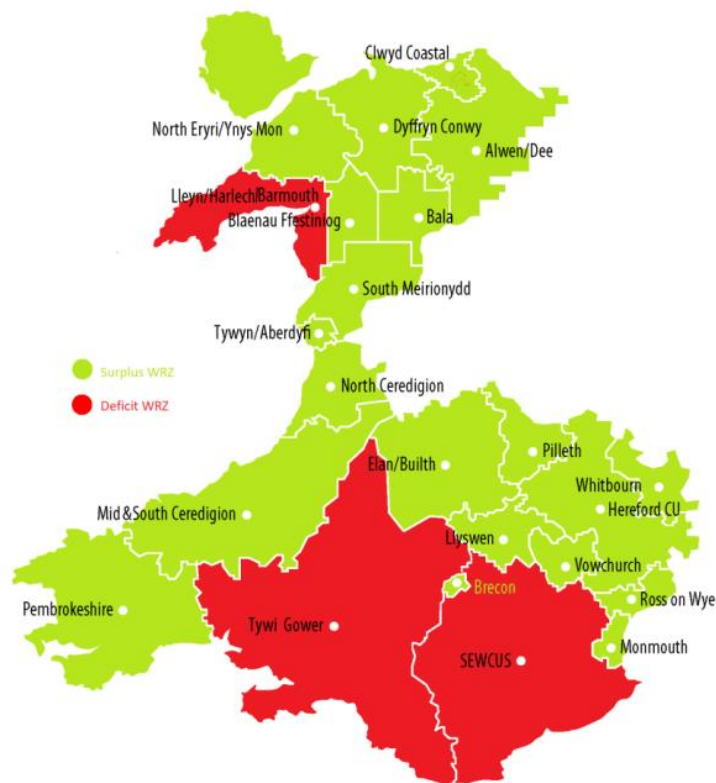 Clwyd Coastal
North Eryri/Ynys Mon
Dyffryn Conwy
Alwen/Dee
Lleyn/Harlech/Barmouth
Blaenau Ffestiniog
Bala
South Meirionydd
Tywyn/Aberdyfi
Surplus WRZ
North Ceredigion
Deficit WRZ
Elan/Builth
Pilleth
Whitbourn
Hereford CU
Mid &South Ceredigion
Llyswen
Vowchurch
Brecon
Ross on Wye
Pembrokeshire
Tywi Gower
Monmouth
SEWCUS